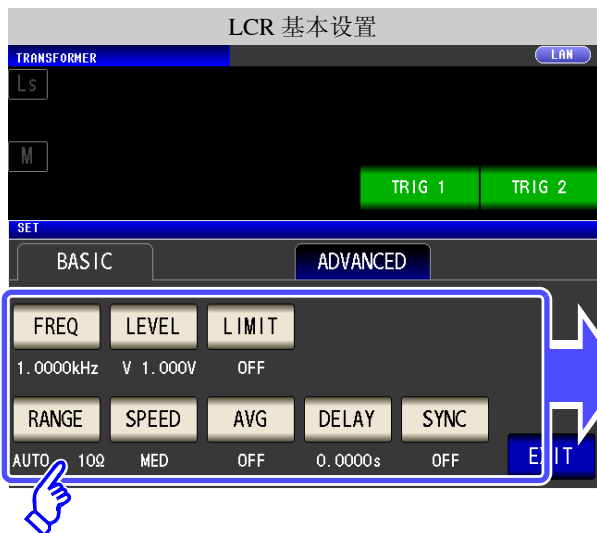 LCR 基本设置
TRANSFORMER LAN
Ls
M
TRIG 1 TRIG 2
SET
BASIC ADVANCED
FREQ LEVEL LIMIT
1.0000kHz V 1.000V OFF
RANGE SPEED AVG DELAY SYNC
AUTO 10Ω MED OFF 0.0000s OFF
EXIT